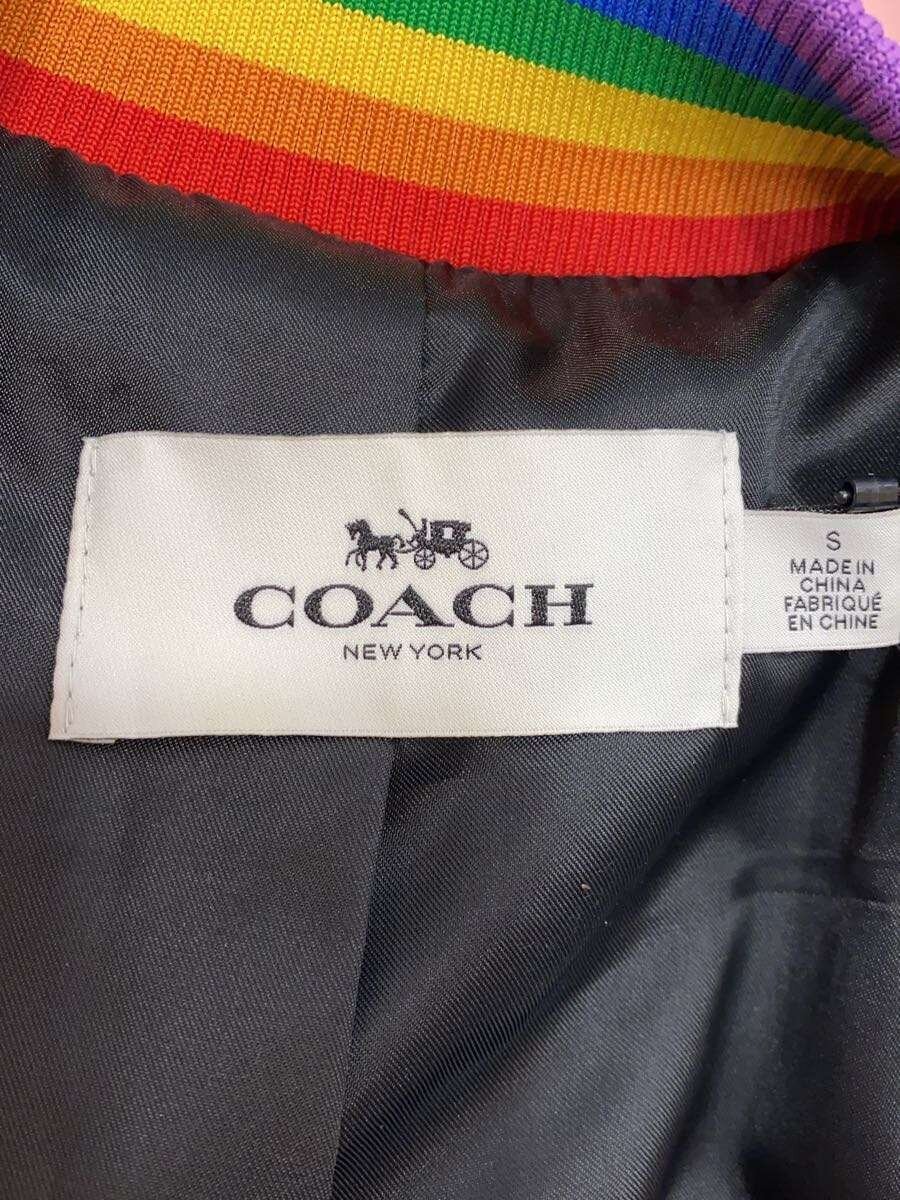 COACH
NEW YORK
S
MADE IN
CHINA
FABRIQUÉ
EN CHINE